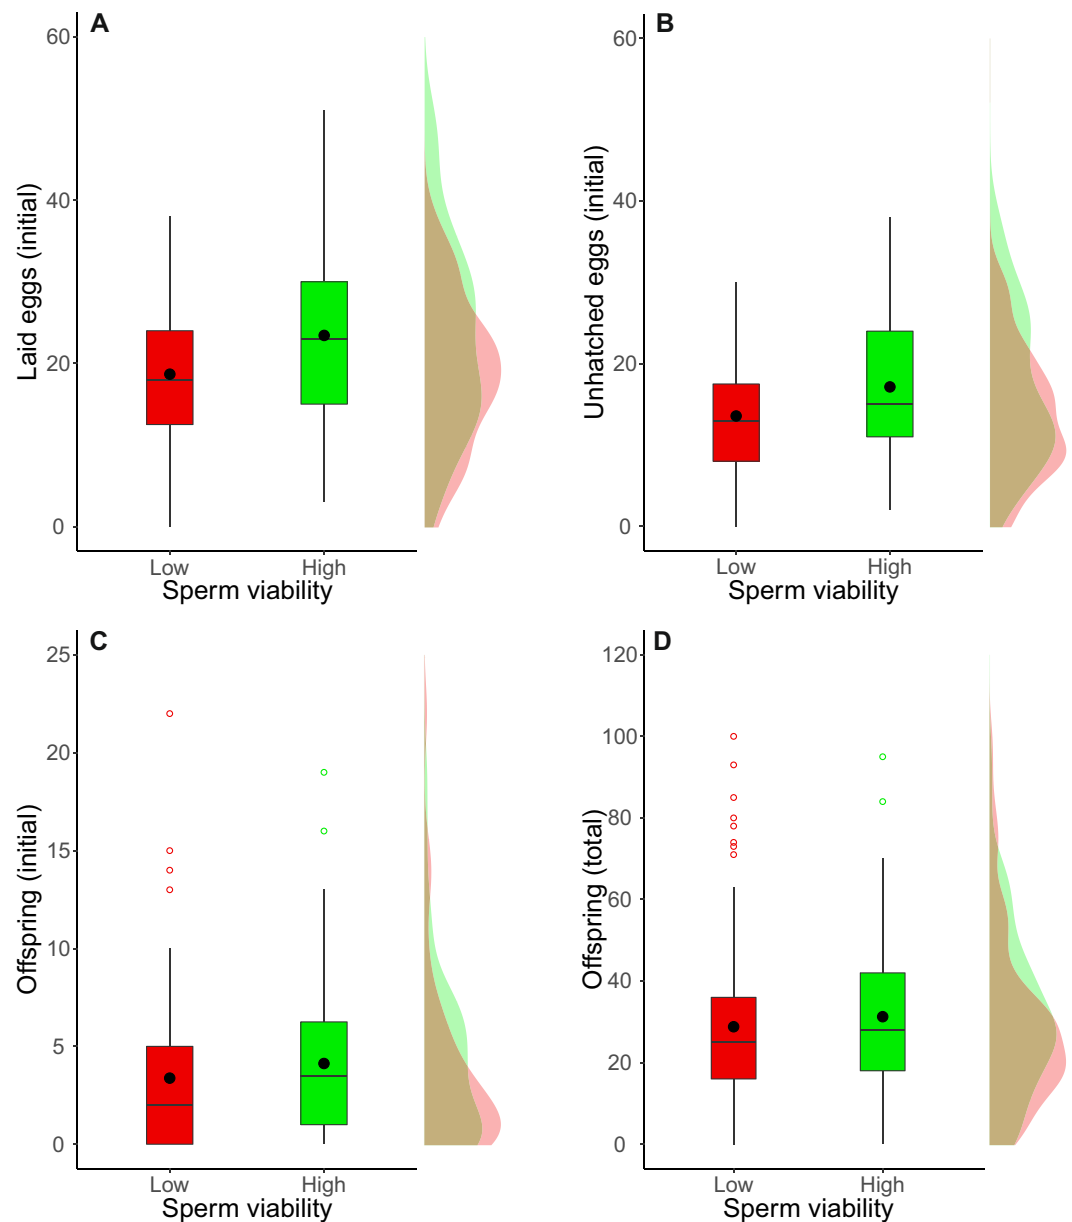 A
Laid eggs (initial)
60
40
20
0
Low
High
Sperm viability
B
Unhatched eggs (initial)
60
40
20
0
Low
High
Sperm viability
C
Offspring (initial)
25
20
15
10
5
0
Low
High
Sperm viability
D
Offspring (total)
120
100
80
60
40
20
0
Low
High
Sperm viability